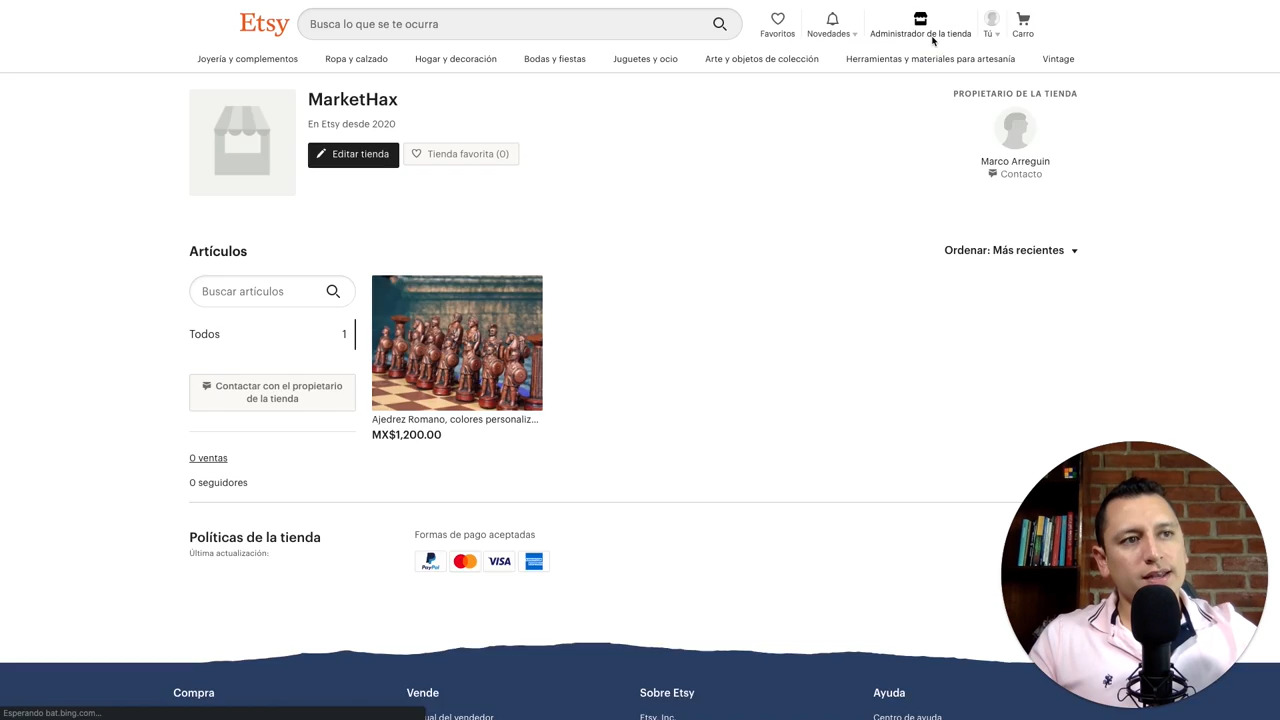 Etsy
Busca lo que se te ocurra
Favoritos
Novedades
Administrador de la tienda
Tú
Carro
Joyería y complementos
Ropa y calzado
Hogar y decoración
Bodas y fiestas
Juguetes y ocio
Arte y objetos de colección
Herramientas y materiales para artesanía
Vintage
MarketHax
En Etsy desde 2020
Editar tienda
Tienda favorita (0)
PROPIETARIO DE LA TIENDA
Marco Arreguin
Contacto
Artículos
Ordenar: Más recientes
Buscar artículos
Todos 1
Contactar con el propietario
de la tienda
0 ventas
0 seguidores
Ajedrez Romano, colores personaliz...
MX$1,200.00
Políticas de la tienda
Última actualización:
Formas de pago aceptadas
PayPal
VISA
Compra
Vende
Sobre Etsy
Ayuda
Esperando bat.bing.com...
ual del vendedor
Etsy, Inc.
Centro de ayuda